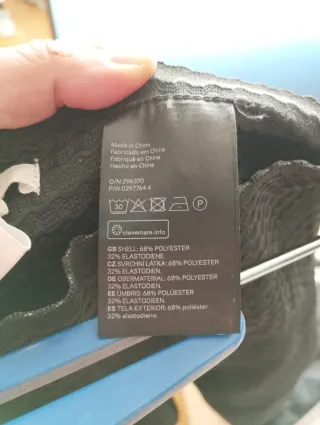 Made in China
Fabricado em China
Fabriqué en Chine
Hecho en China
O/N 296370
P/N 0297764 4
30
P
clevercare.info
GB SHELL: 68% POLYESTER
32% ELASTODIENE.
CZ SVRCHNÍ LÁTKA: 68% POLYESTER
32% ELASTODIEN.
DE OBERMATERIAL: 68% POLYESTER
32% ELASTODIEN.
EE ÜMBRIS: 68% POLÜESTER
32% ELASTODIEEN.
ES TELA EXTERIOR: 68% poliéster
32% elastodieno.